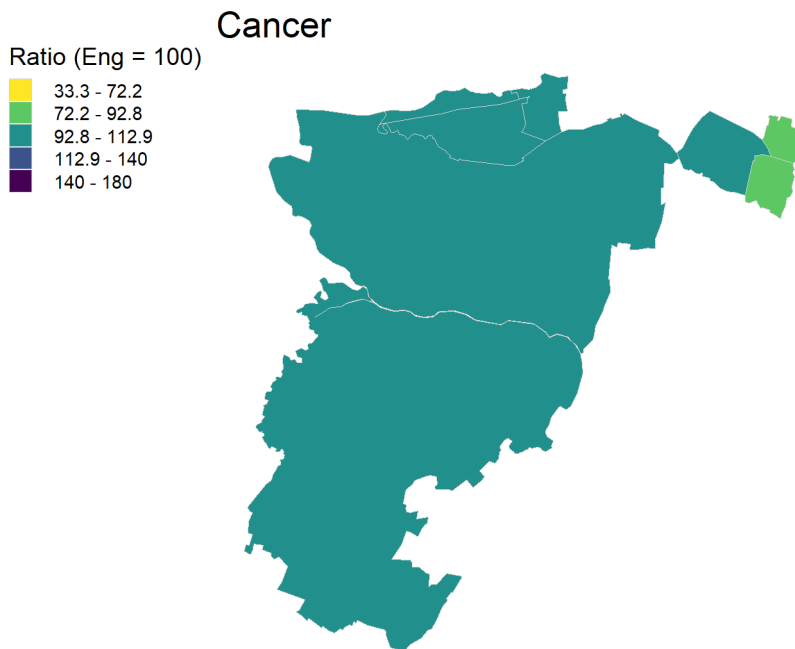 Cancer
Ratio (Eng = 100)
33.3 - 72.2
72.2 - 92.8
92.8 - 112.9
112.9 - 140
140 - 180